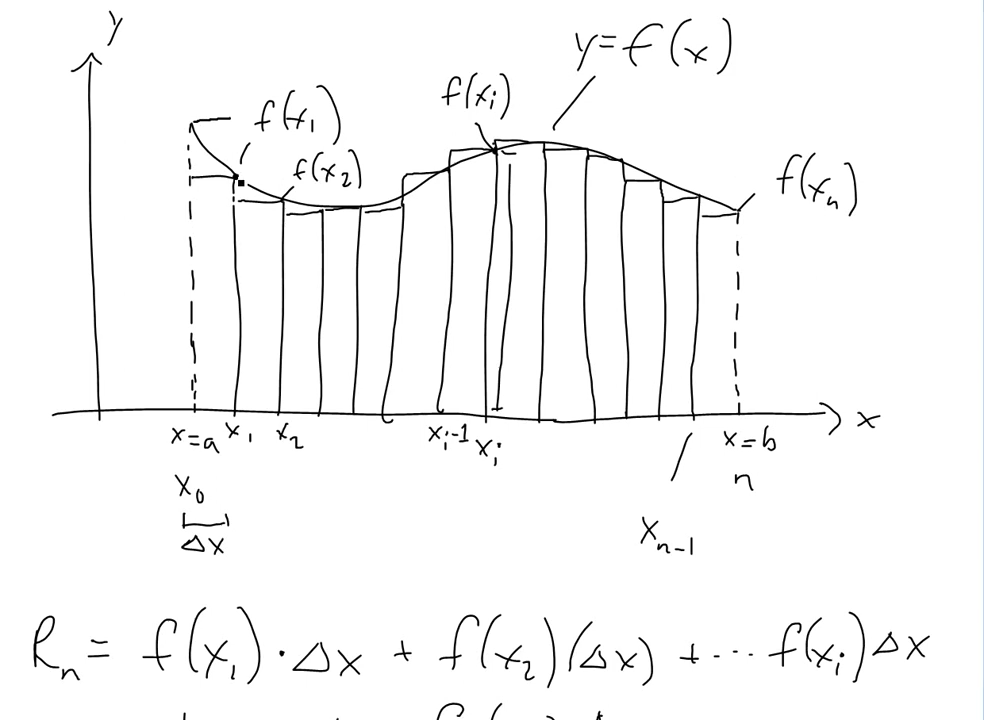 y
y=f(x)
f(x₁)
f(xᵢ)
f(x₂)
f(xₙ)
x
x=a x₁ x₂ xᵢ₋₁ xᵢ x=b
x₀ n
Δx xₙ₋₁
Rₙ = f(x₁)·Δx + f(x₂)(Δx) +... f(xᵢ)Δx